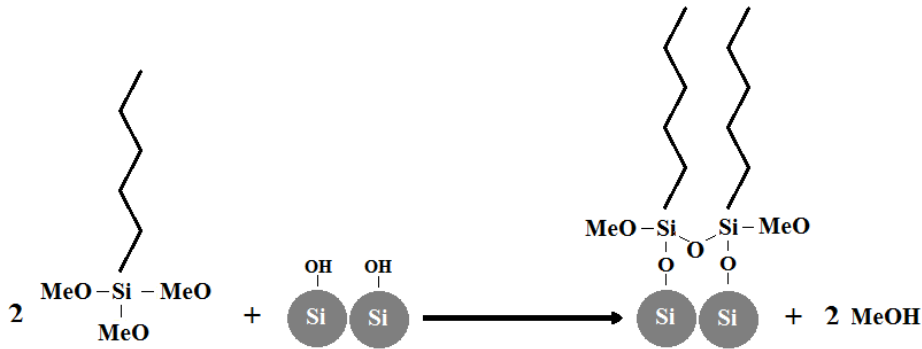 OH OH
2 MeO Si MeO MeO + Si Si
MeO Si O Si MeO
O O
Si Si + 2 MeOH